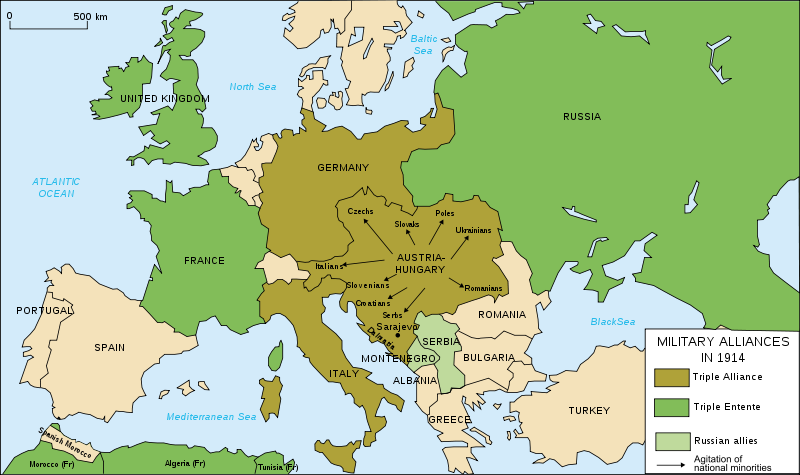 0
500 km
Baltic
Sea
North Sea
UNITED KINGDOM
RUSSIA
ATLANTIC
OCEAN
GERMANY
Czechs
Poles
Slovaks
Ukrainians
FRANCE
AUSTRIA-
HUNGARY
Italians
Slovenians
Romanians
Croatians
PORTUGAL
Serbs
ROMANIA
Sarajevo
BlackSea
SPAIN
Dalmatia
SERBIA
MONTENEGRO
BULGARIA
ITALY
ALBANIA
TURKEY
Mediterranean Sea
GREECE
Spanish Morocco
Morocco (Fr)
Algeria (Fr)
Tunisia (Fr)
MILITARY ALLIANCES
IN 1914
Triple Alliance
Triple Entente
Russian allies
Agitation of
national minorities